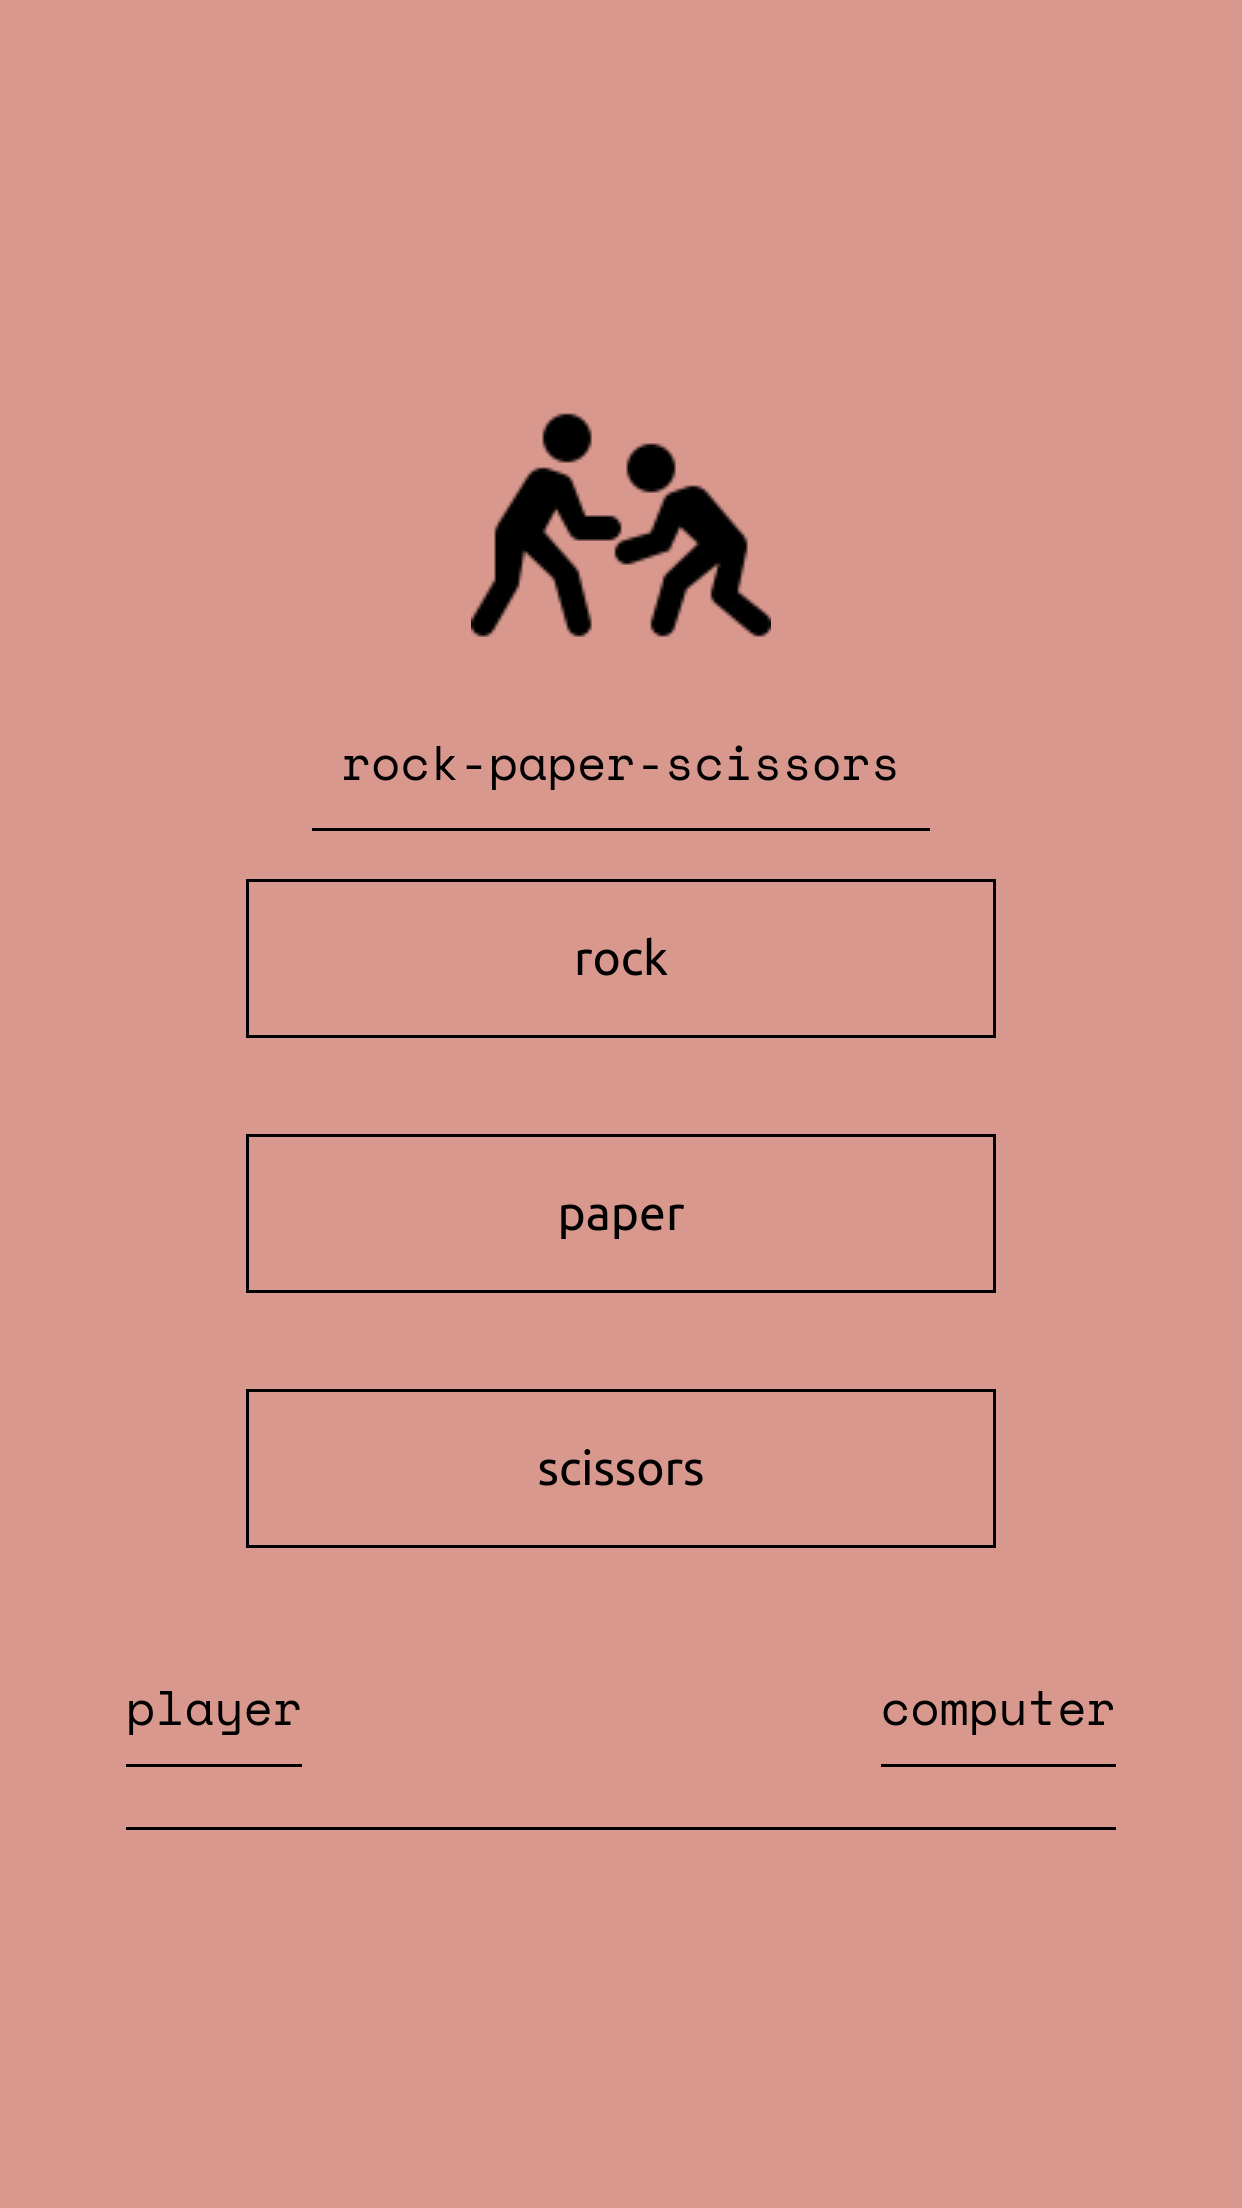 rock-paper-scissors
rock
paper
scissors
player
computer